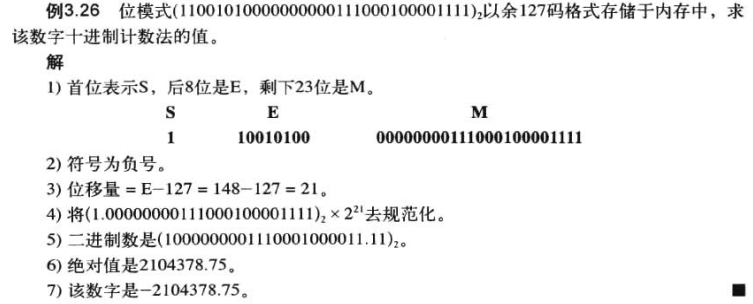 例3.26 位模式(11001010000000000111000100001111)₂以余127码格式存储于内存中，求
该数字十进制计数法的值。
解
1) 首位表示S，后8位是E，剩下23位是M。
S E M
1 10010100 00000000111000100001111
2) 符号为负号。
3) 位移量 = E−127 = 148−127 = 21。
4) 将(1.00000000111000100001111)₂ × 2²¹去规范化。
5) 二进制数是(1000000001110001000011.11)₂。
6) 绝对值是2104378.75。
7) 该数字是−2104378.75。